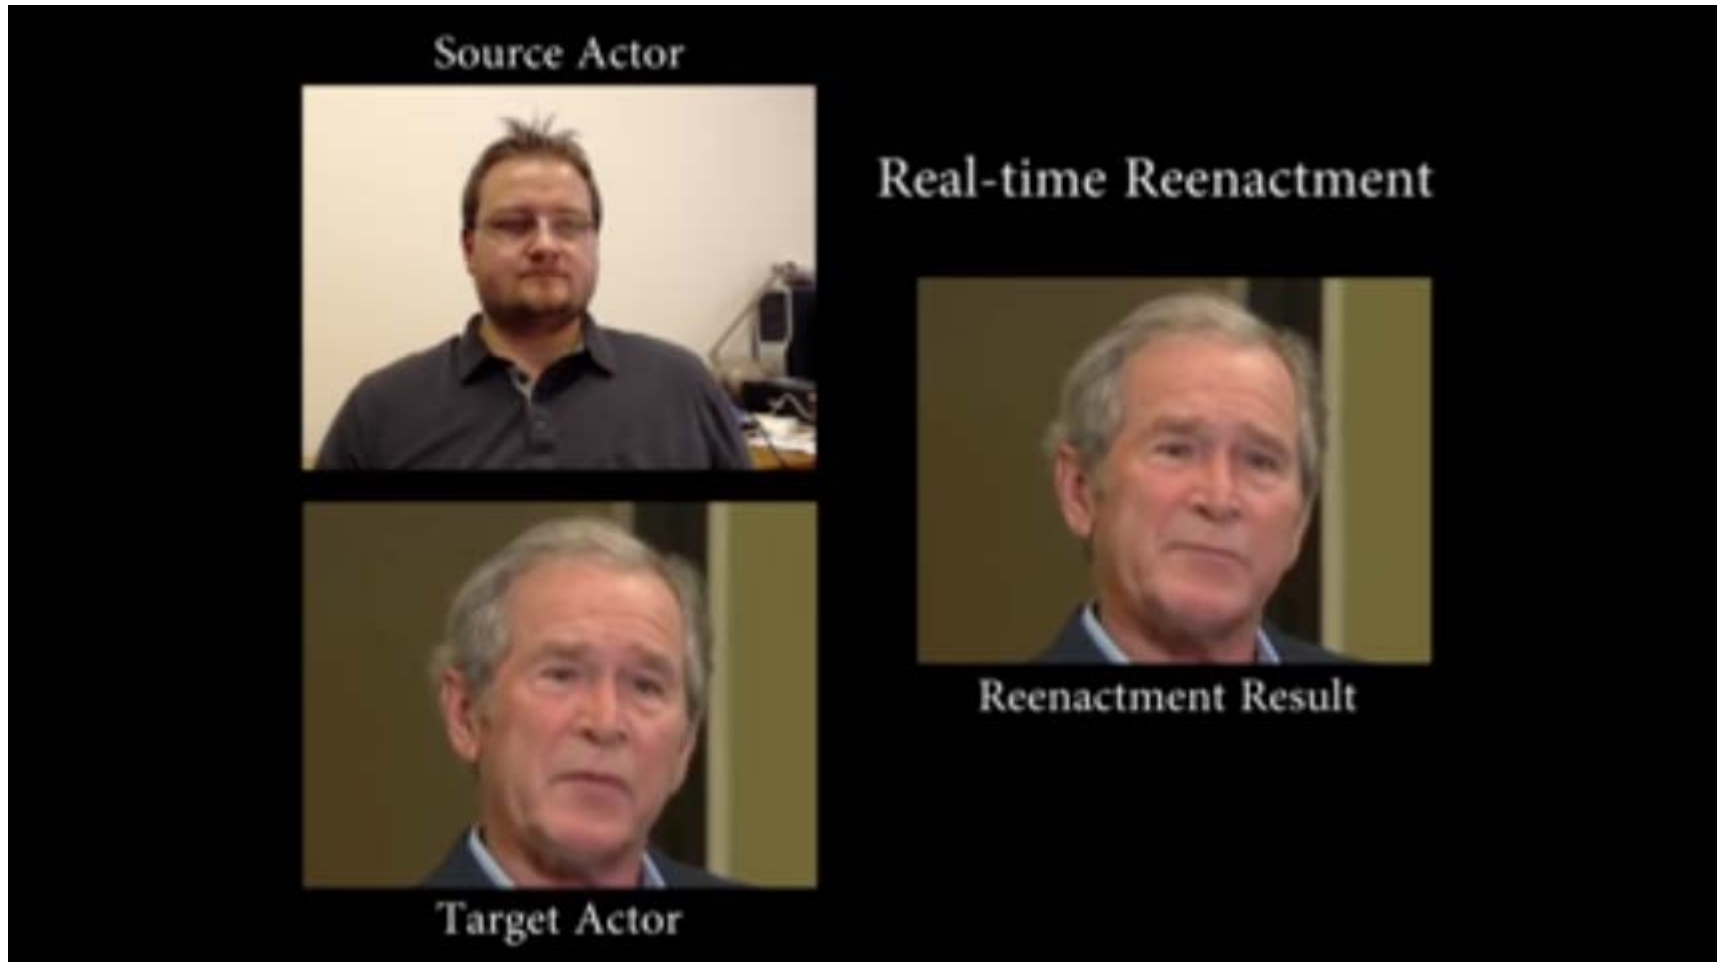 Source Actor
Real-time Reenactment
Reenactment Result
Target Actor